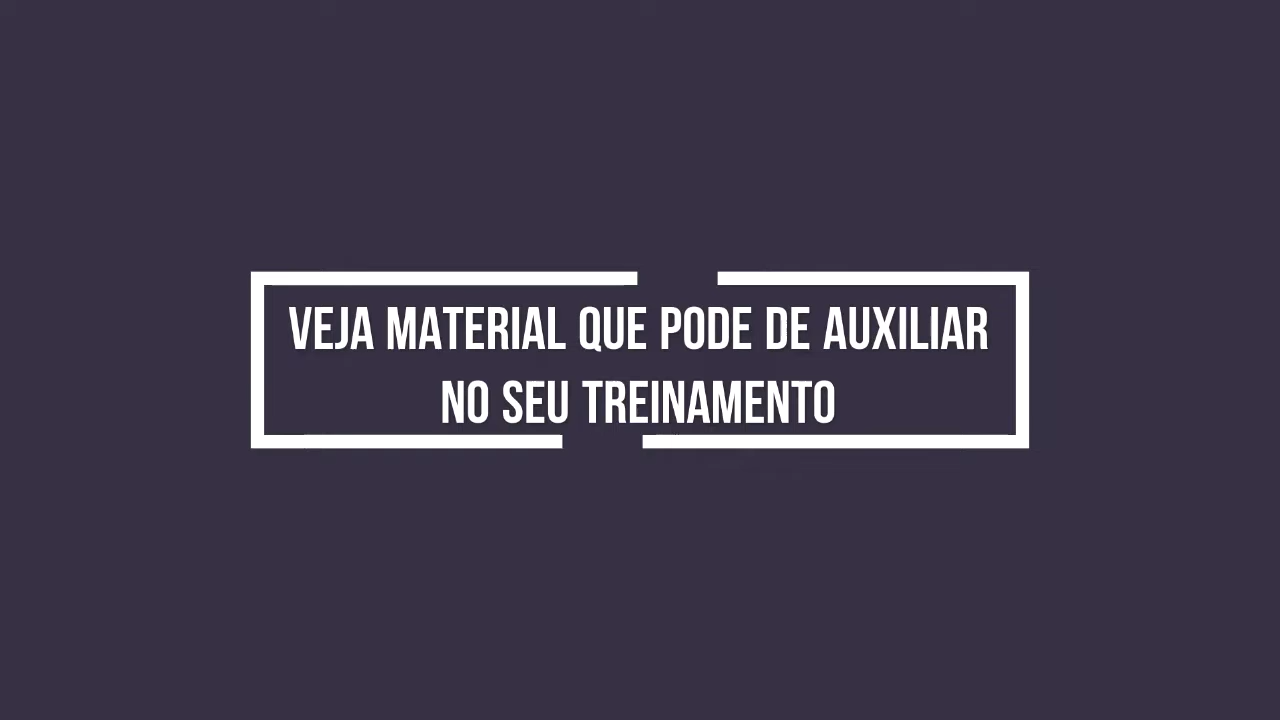 VEJA MATERIAL QUE PODE DE AUXILIAR
NO SEU TREINAMENTO